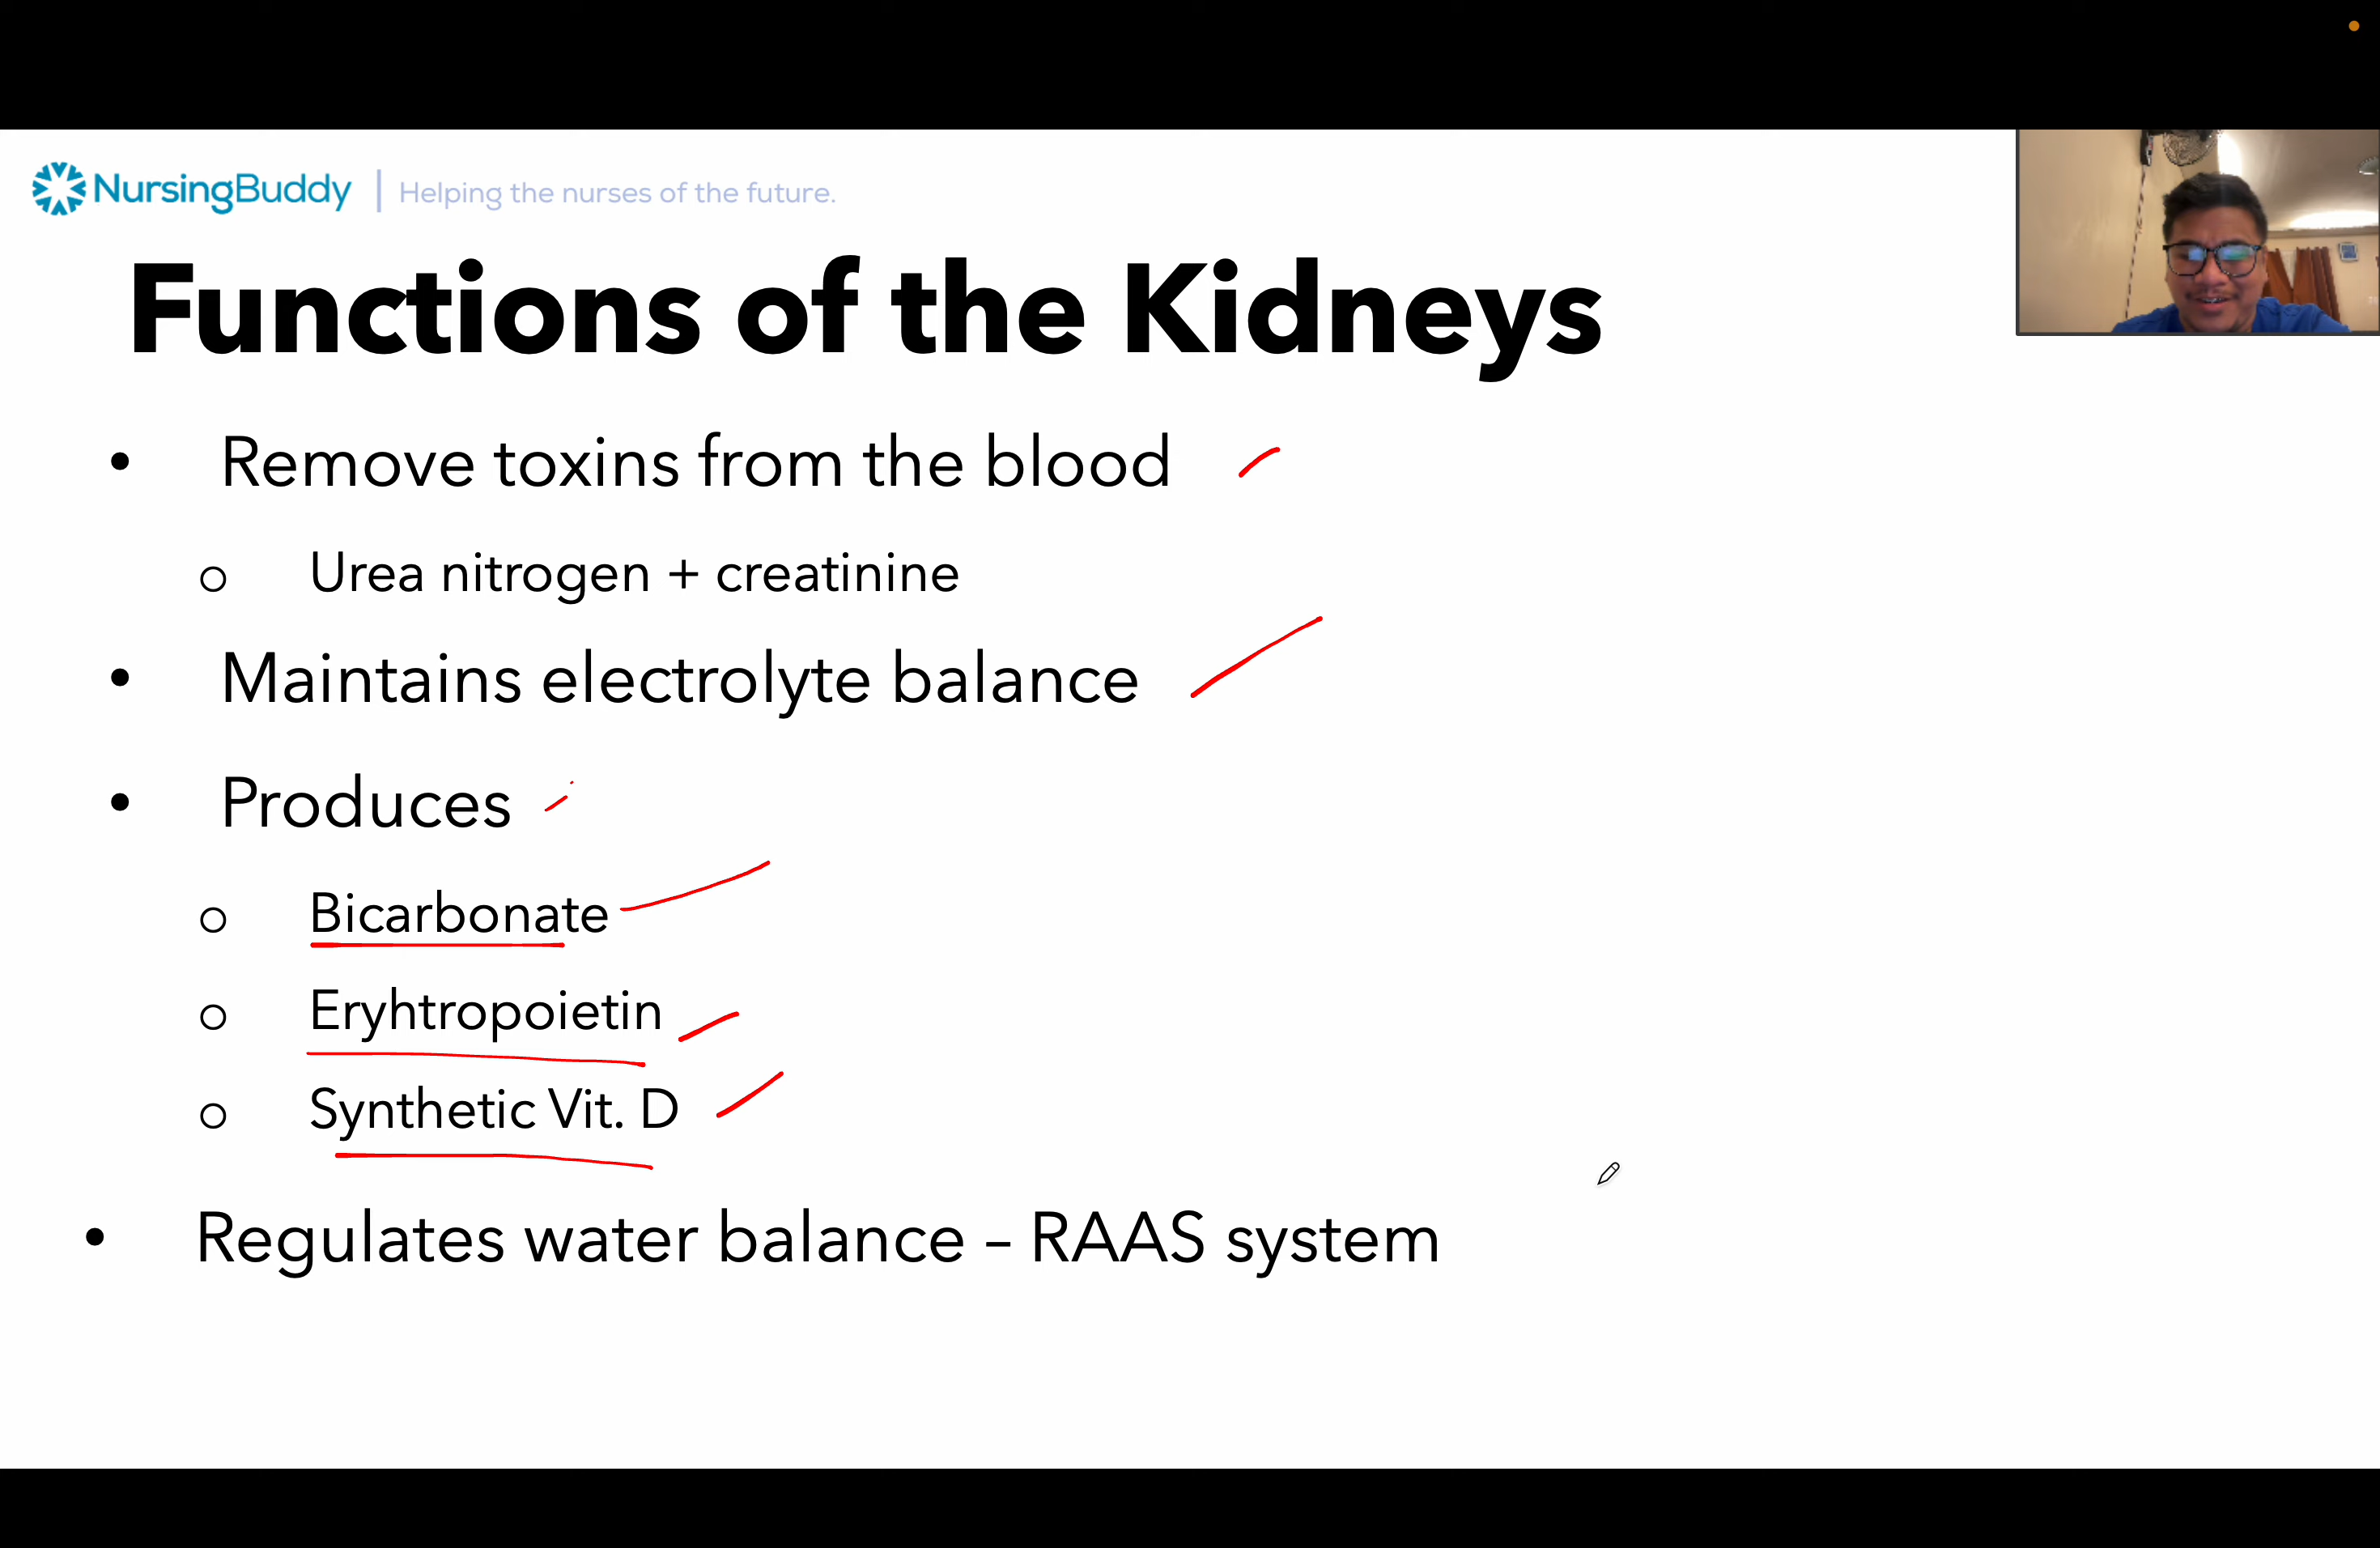 NursingBuddy | Helping the nurses of the future.
Functions of the Kidneys
• Remove toxins from the blood
o Urea nitrogen + creatinine
• Maintains electrolyte balance
• Produces
o Bicarbonate
o Eryhtropoietin
o Synthetic Vit. D
• Regulates water balance – RAAS system